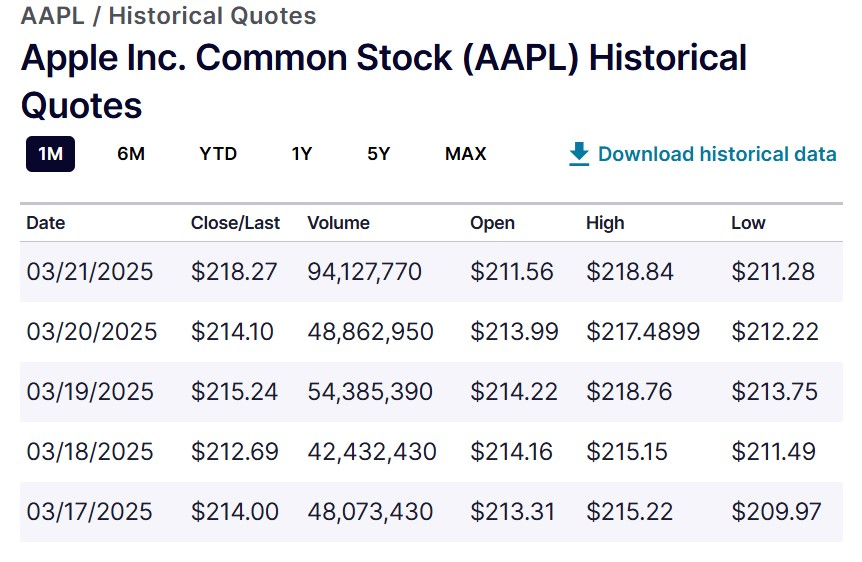 AAPL / Historical Quotes
Apple Inc. Common Stock (AAPL) Historical
Quotes
1M 6M YTD 1Y 5Y MAX Download historical data
Date Close/Last Volume Open High Low
03/21/2025 $218.27 94,127,770 $211.56 $218.84 $211.28
03/20/2025 $214.10 48,862,950 $213.99 $217.4899 $212.22
03/19/2025 $215.24 54,385,390 $214.22 $218.76 $213.75
03/18/2025 $212.69 42,432,430 $214.16 $215.15 $211.49
03/17/2025 $214.00 48,073,430 $213.31 $215.22 $209.97